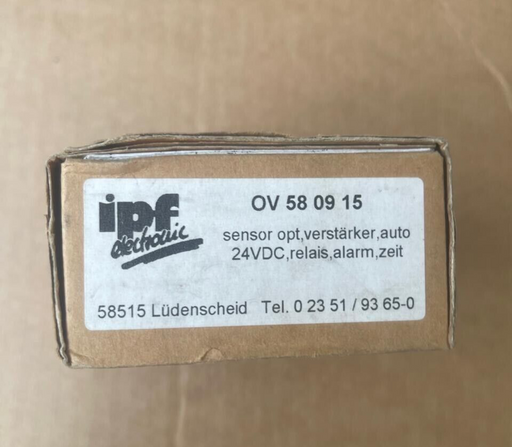 ipf
electronic
OV 58 09 15
sensor opt,verstärker,auto
24VDC,relais,alarm,zeit
58515 Lüdenscheid Tel. 0 23 51 / 93 65-0